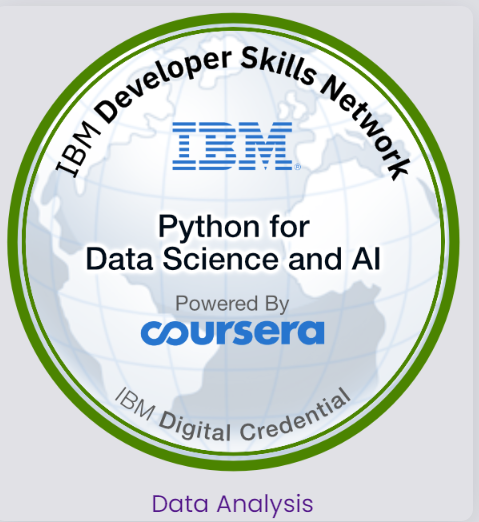 IBM Developer Skills Network
IBM®
Python for
Data Science and AI
Powered By
coursera
IBM Digital Credential
Data Analysis